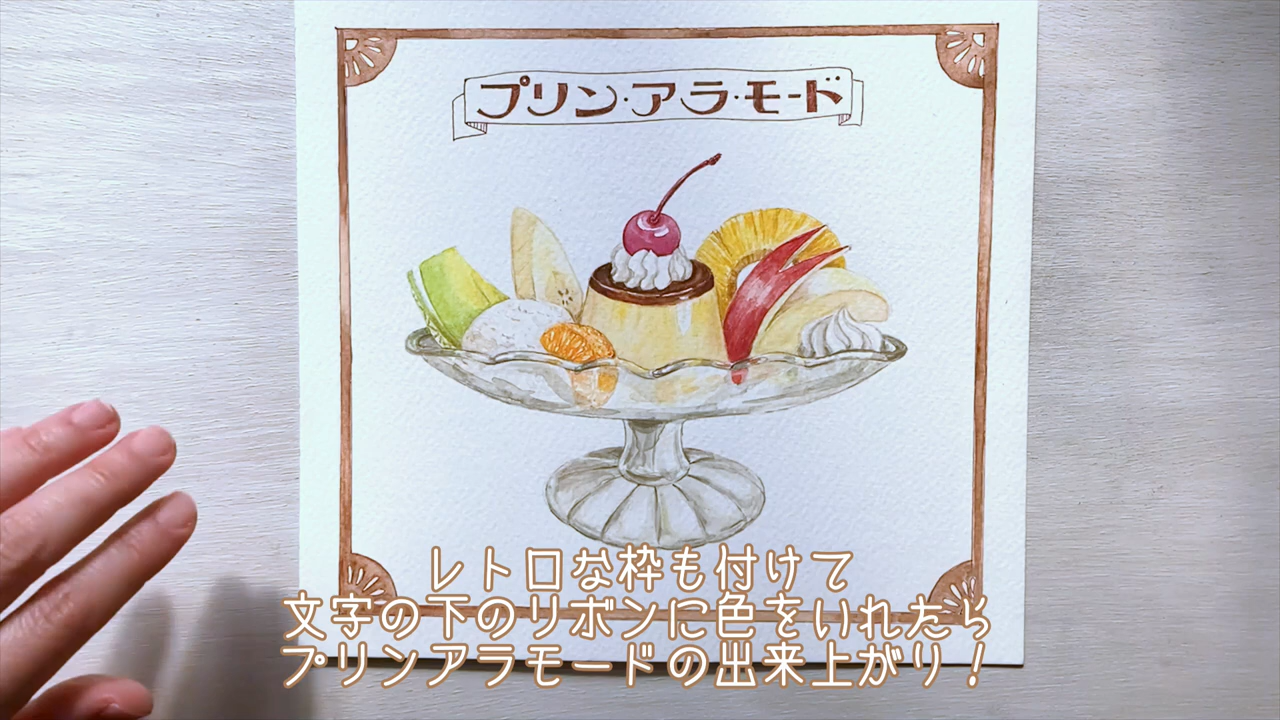 プリン・アラ・モード
レトロな枠も付けて
文字の下のリボンに色をいれたら
プリンアラモードの出来上がり!